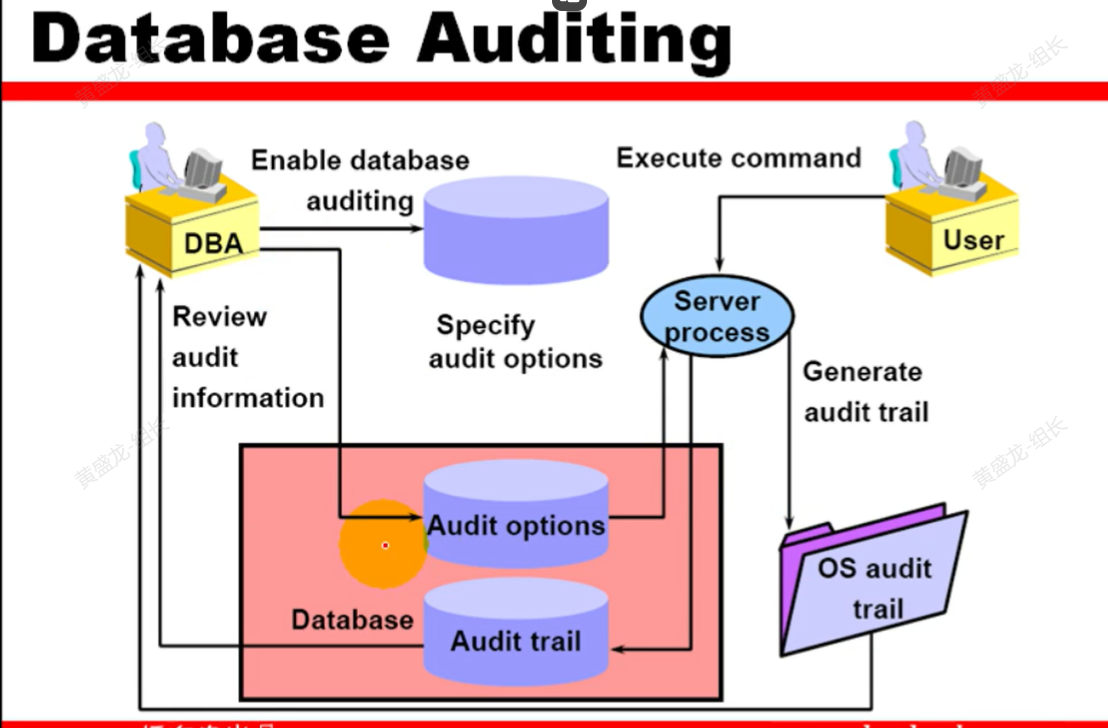 Database Auditing
Enable database
auditing
Execute command
DBA
User
Review
audit
information
Specify
audit options
Server
process
Generate
audit trail
Audit options
Database
Audit trail
OS audit
trail
黄盛龙-组长
黄盛龙-组长
黄盛龙-组长
黄盛龙-组长